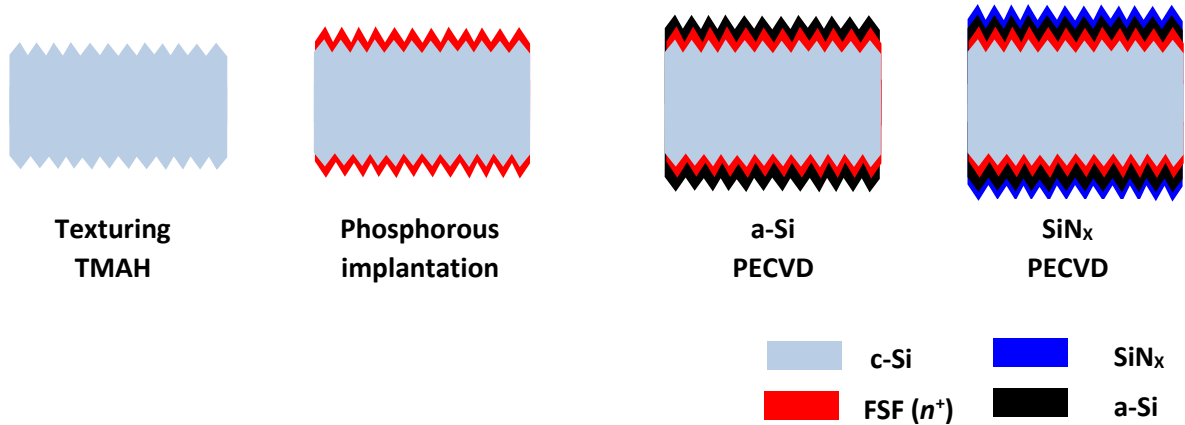 Texturing
TMAH
Phosphorous
implantation
a-Si
PECVD
SiNₓ
PECVD
c-Si
SiNₓ
FSF (n⁺)
a-Si